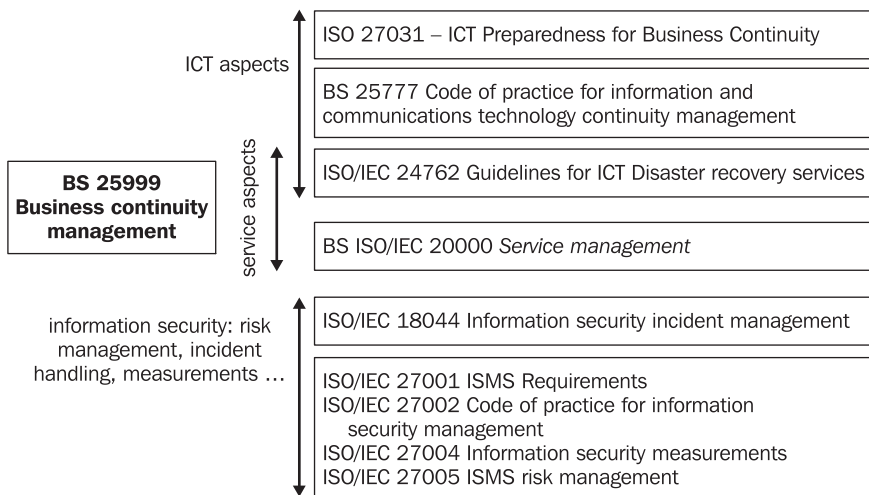 ISO 27031 – ICT Preparedness for Business Continuity
ICT aspects
BS 25777 Code of practice for information and
communications technology continuity management
service aspects
ISO/IEC 24762 Guidelines for ICT Disaster recovery services
BS 25999
Business continuity
management
BS ISO/IEC 20000 Service management
information security: risk
management, incident
handling, measurements …
ISO/IEC 18044 Information security incident management
ISO/IEC 27001 ISMS Requirements
ISO/IEC 27002 Code of practice for information
security management
ISO/IEC 27004 Information security measurements
ISO/IEC 27005 ISMS risk management